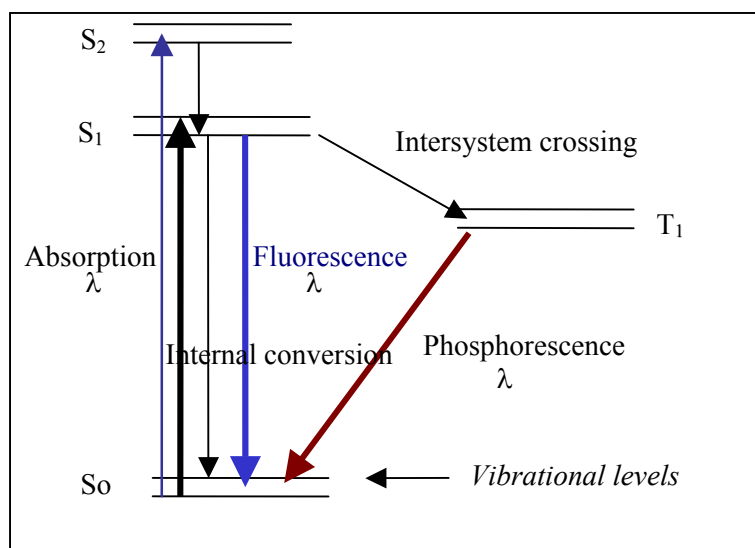 S₂
S₁
Intersystem crossing
T₁
Absorption
λ
Fluorescence
λ
Internal conversion
Phosphorescence
λ
So
Vibrational levels